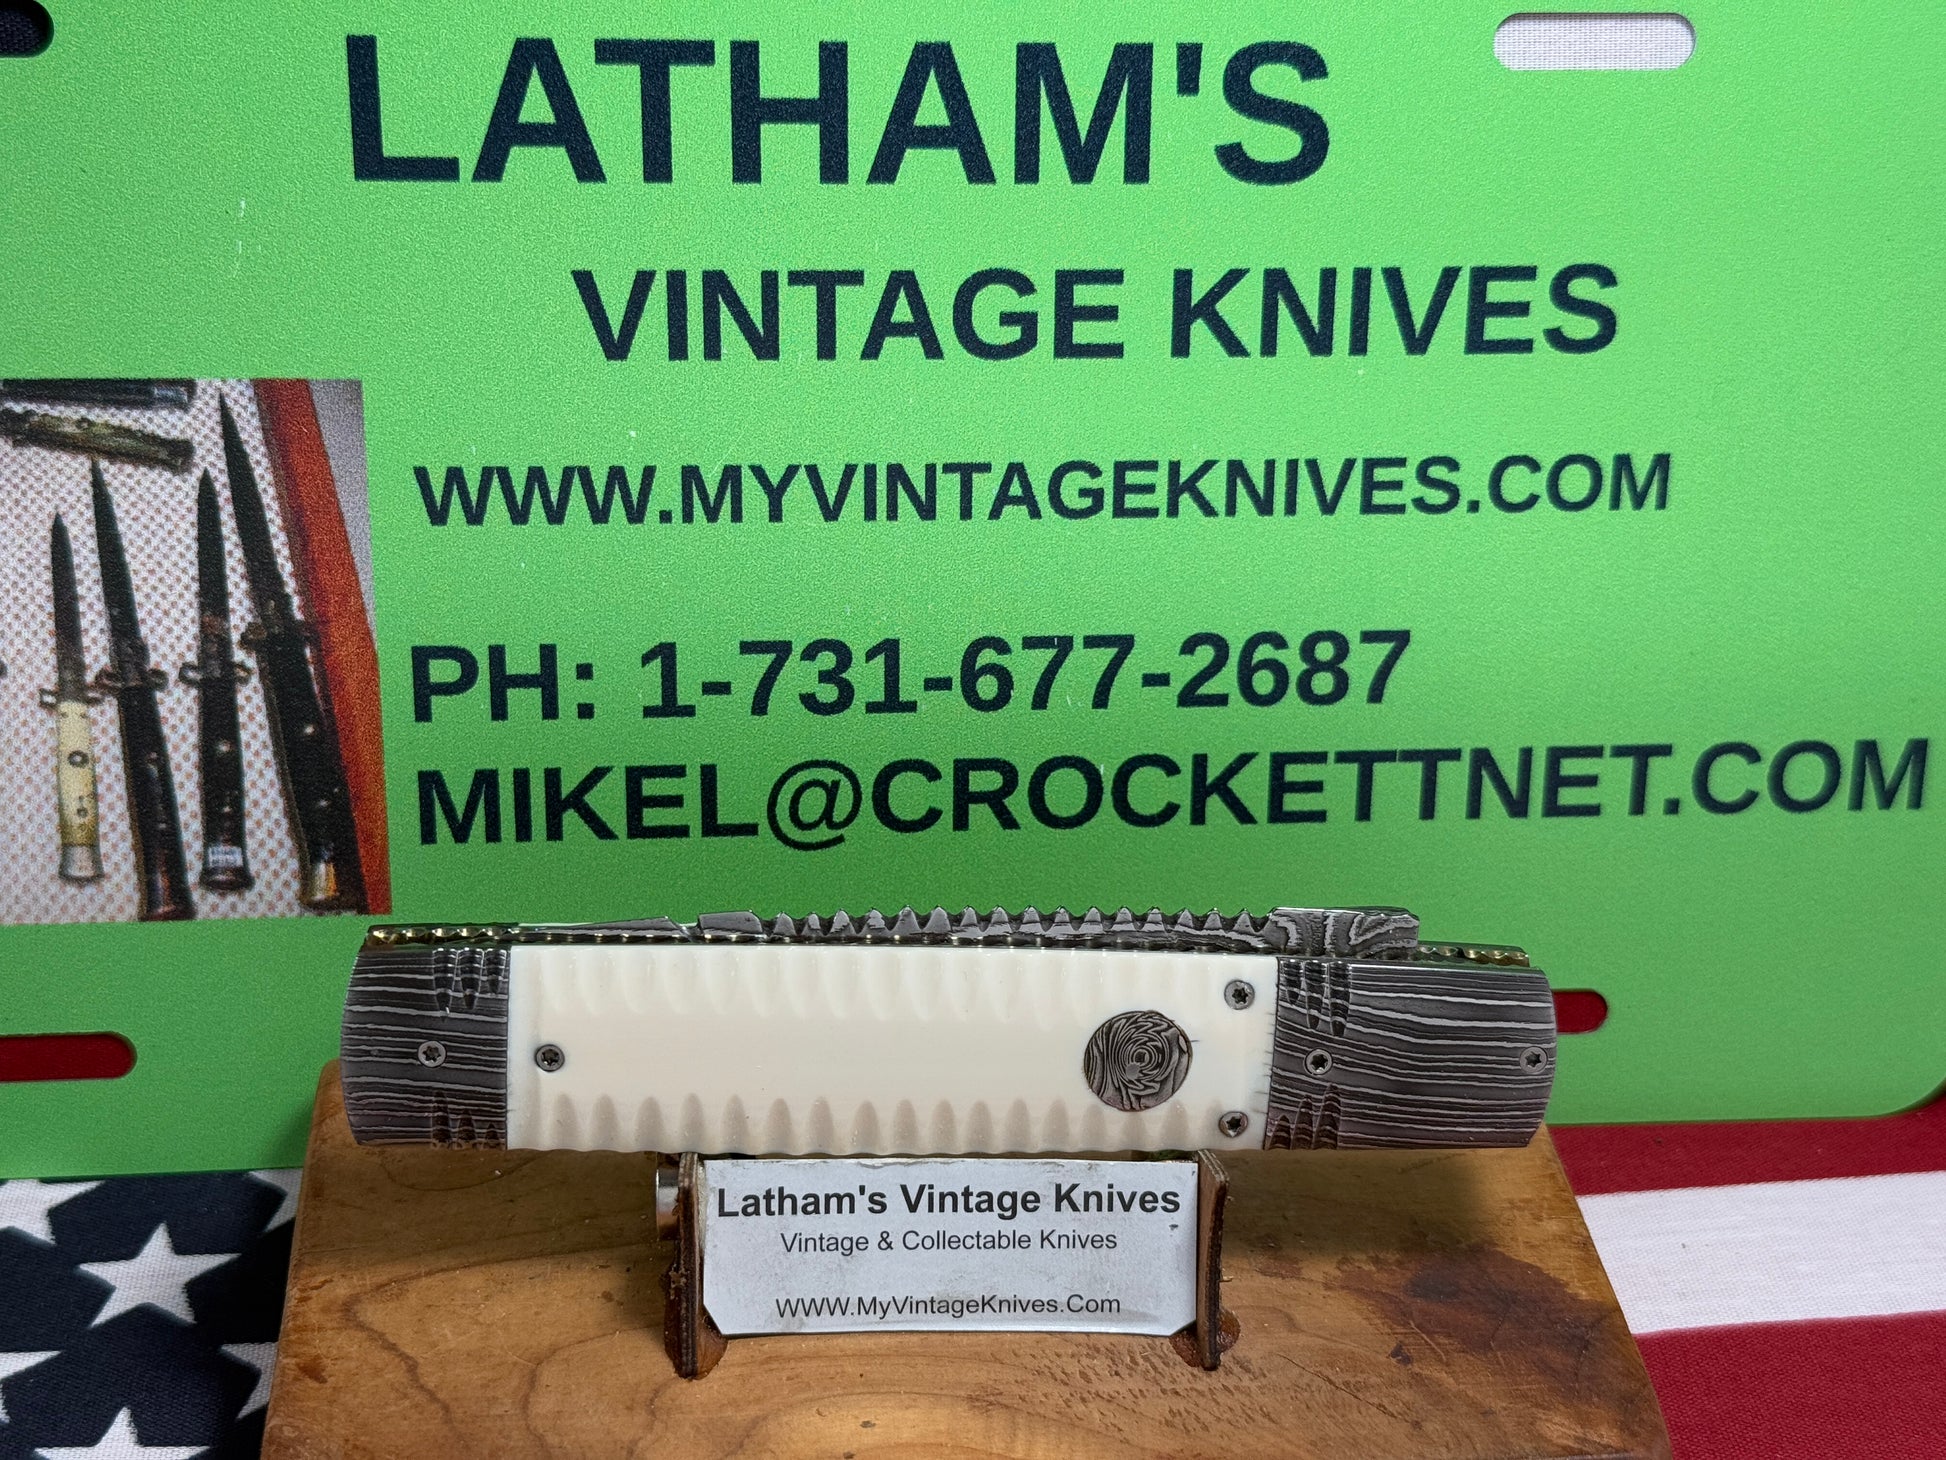 LATHAM'S
VINTAGE KNIVES
WWW.MYVINTAGEKNIVES.COM
PH: 1-731-677-2687
MIKEL@CROCKETTNET.COM
Latham's Vintage Knives
Vintage & Collectable Knives
WWW.MyVintageKnives.Com